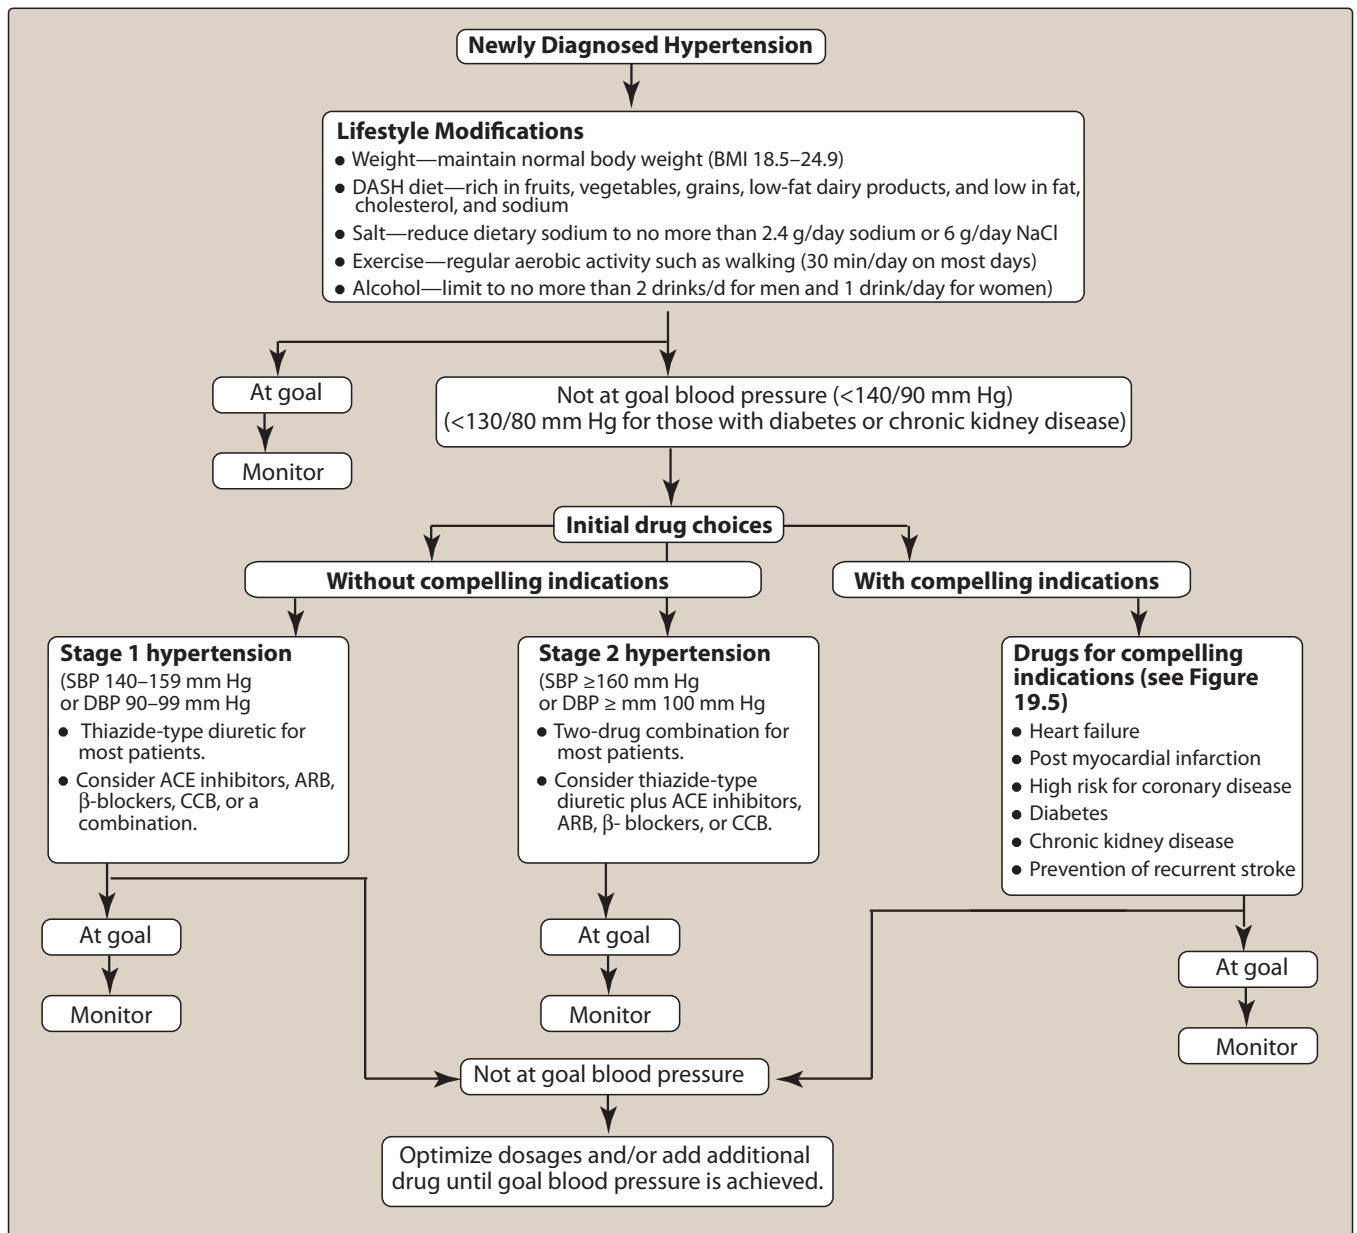 Newly Diagnosed Hypertension
Lifestyle Modifications
● Weight—maintain normal body weight (BMI 18.5–24.9)
● DASH diet—rich in fruits, vegetables, grains, low-fat dairy products, and low in fat,
cholesterol, and sodium
● Salt—reduce dietary sodium to no more than 2.4 g/day sodium or 6 g/day NaCl
● Exercise—regular aerobic activity such as walking (30 min/day on most days)
● Alcohol—limit to no more than 2 drinks/d for men and 1 drink/day for women)
At goal
Monitor
Not at goal blood pressure (<140/90 mm Hg)
(<130/80 mm Hg for those with diabetes or chronic kidney disease)
Initial drug choices
Without compelling indications
With compelling indications
Stage 1 hypertension
(SBP 140–159 mm Hg
or DBP 90–99 mm Hg
● Thiazide-type diuretic for
most patients.
● Consider ACE inhibitors, ARB,
β-blockers, CCB, or a
combination.
Stage 2 hypertension
(SBP ≥160 mm Hg
or DBP ≥ mm 100 mm Hg
● Two-drug combination for
most patients.
● Consider thiazide-type
diuretic plus ACE inhibitors,
ARB, β- blockers, or CCB.
Drugs for compelling
indications (see Figure
19.5)
● Heart failure
● Post myocardial infarction
● High risk for coronary disease
● Diabetes
● Chronic kidney disease
● Prevention of recurrent stroke
At goal
Monitor
At goal
Monitor
At goal
Monitor
Not at goal blood pressure
Optimize dosages and/or add additional
drug until goal blood pressure is achieved.